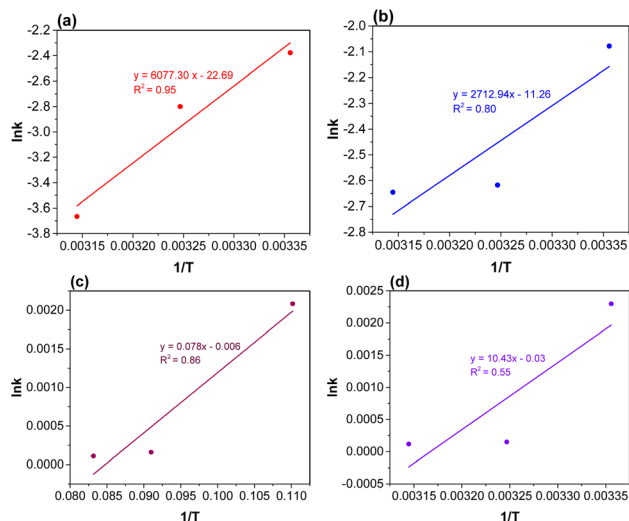 (a)
-2.2
-2.4
-2.6
-2.8
-3.0
-3.2
-3.4
-3.6
-3.8
lnk
y = 6077.30 x - 22.69
R² = 0.95
0.00315 0.00320 0.00325 0.00330 0.00335
1/T
(b)
-2.0
-2.1
-2.2
-2.3
-2.4
-2.5
-2.6
-2.7
-2.8
lnk
y = 2712.94x - 11.26
R² = 0.80
0.00315 0.00320 0.00325 0.00330 0.00335
1/T
(c)
0.0020
0.0015
0.0010
0.0005
0.0000
lnk
y = 0.078x - 0.006
R² = 0.86
0.080 0.085 0.090 0.095 0.100 0.105 0.110
1/T
(d)
0.0025
0.0020
0.0015
0.0010
0.0005
0.0000
-0.0005
lnk
y = 10.43x - 0.03
R² = 0.55
0.00315 0.00320 0.00325 0.00330 0.00335
1/T